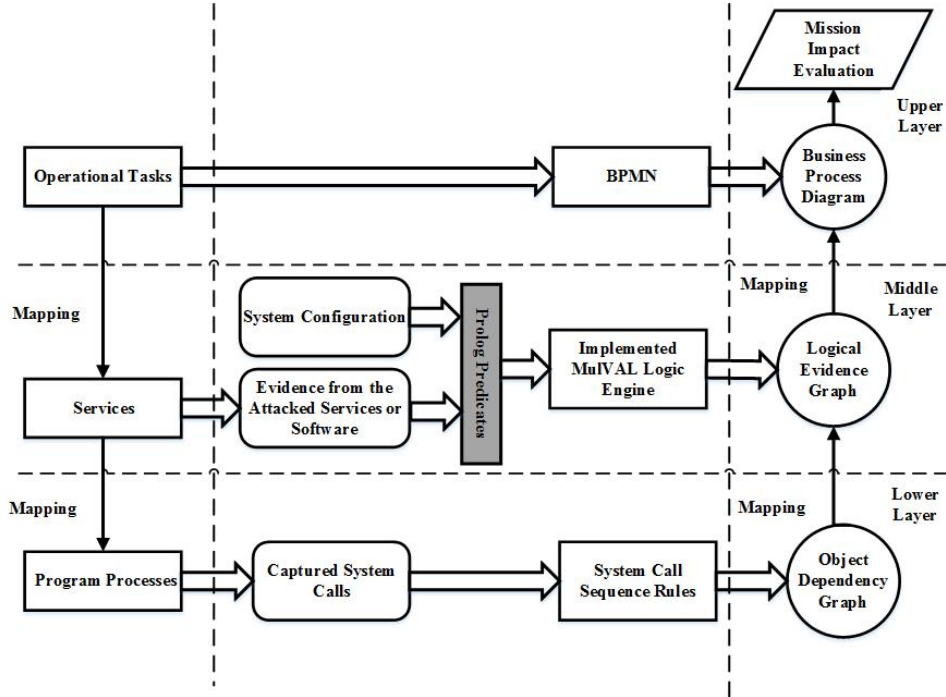 Mission
Impact
Evaluation
Upper
Layer
Operational Tasks
BPMN
Business
Process
Diagram
Mapping
Mapping
Middle
Layer
System Configuration
Prolog Predicates
Implemented
MulVAL Logic
Engine
Logical
Evidence
Graph
Services
Evidence from the
Attacked Services or
Software
Mapping
Mapping
Lower
Layer
Program Processes
Captured System
Calls
System Call
Sequence Rules
Object
Dependency
Graph